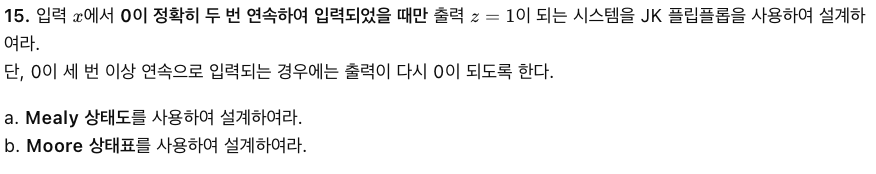 15. 입력 x에서 0이 정확히 두 번 연속하여 입력되었을 때만 출력 z = 1이 되는 시스템을 JK 플립플롭을 사용하여 설계하
여라.
단, 0이 세 번 이상 연속으로 입력되는 경우에는 출력이 다시 0이 되도록 한다.
a. Mealy 상태도를 사용하여 설계하여라.
b. Moore 상태표를 사용하여 설계하여라.